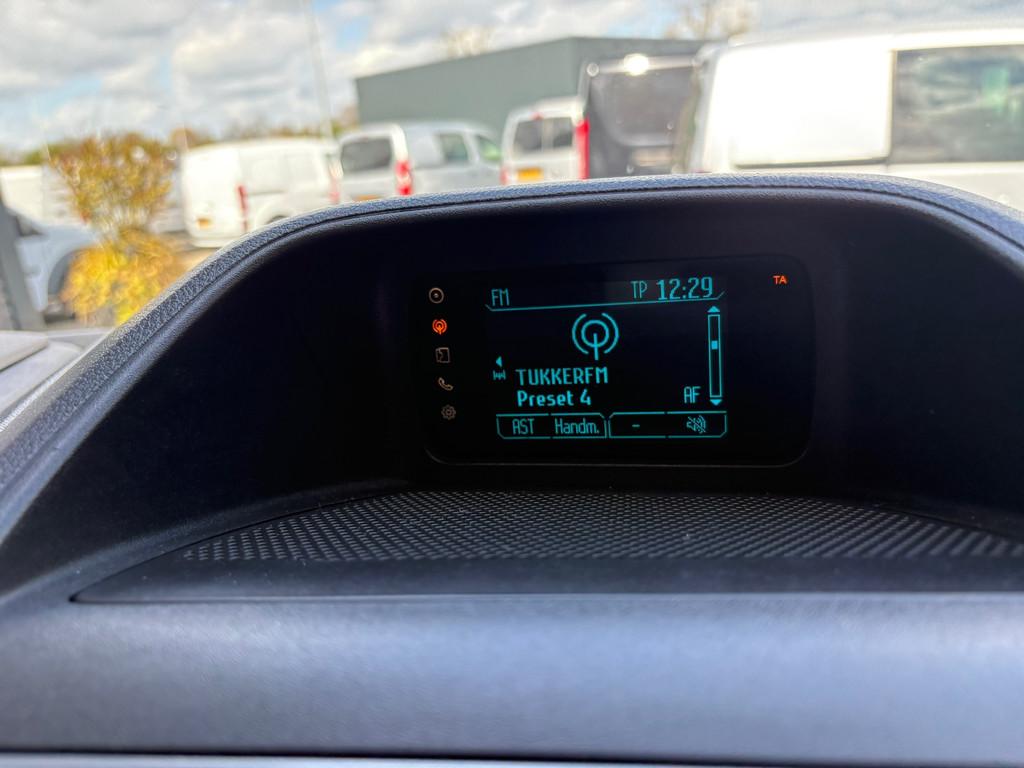 FM TP 12:29 TA
TUKKERFM
Preset 4 AF
AST Handm. -